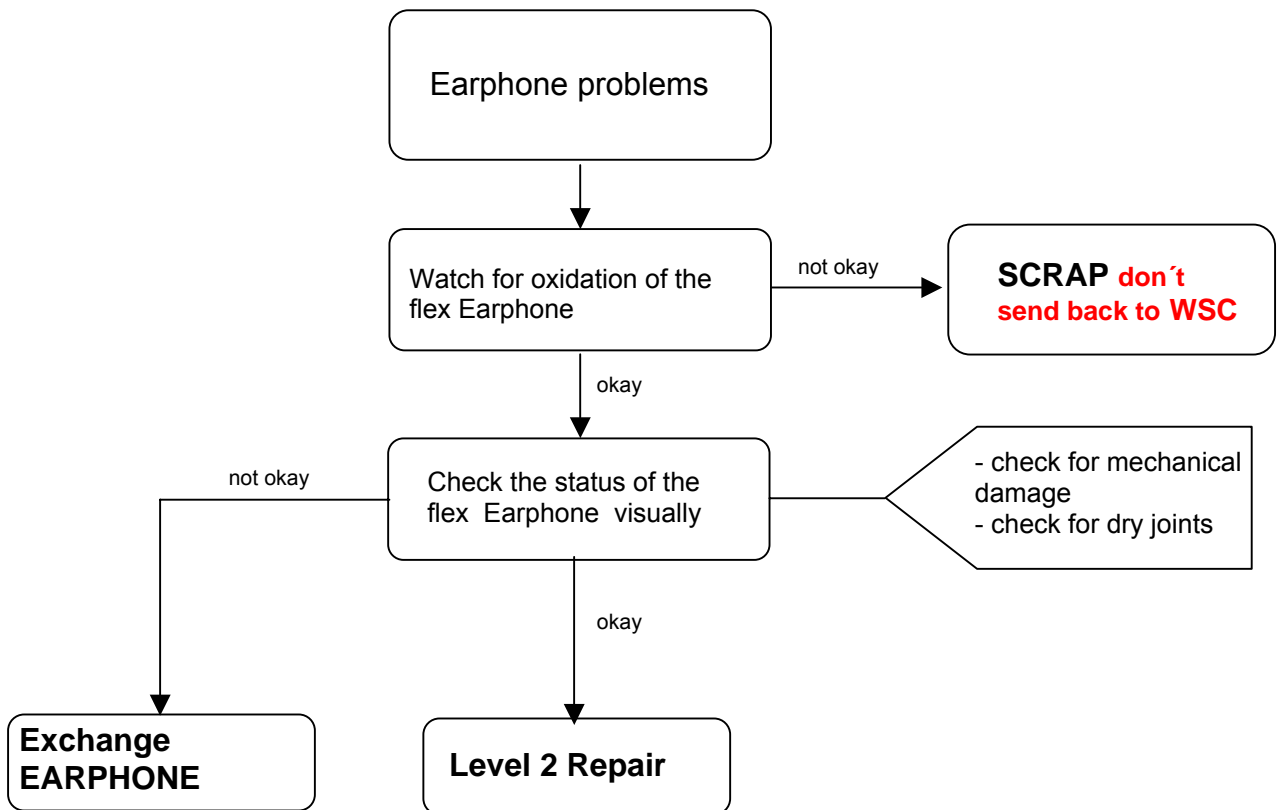 Earphone problems
Watch for oxidation of the
flex Earphone
not okay
SCRAP don´t
send back to WSC
okay
Check the status of the
flex Earphone visually
not okay
- check for mechanical
damage
- check for dry joints
okay
Exchange
EARPHONE
Level 2 Repair